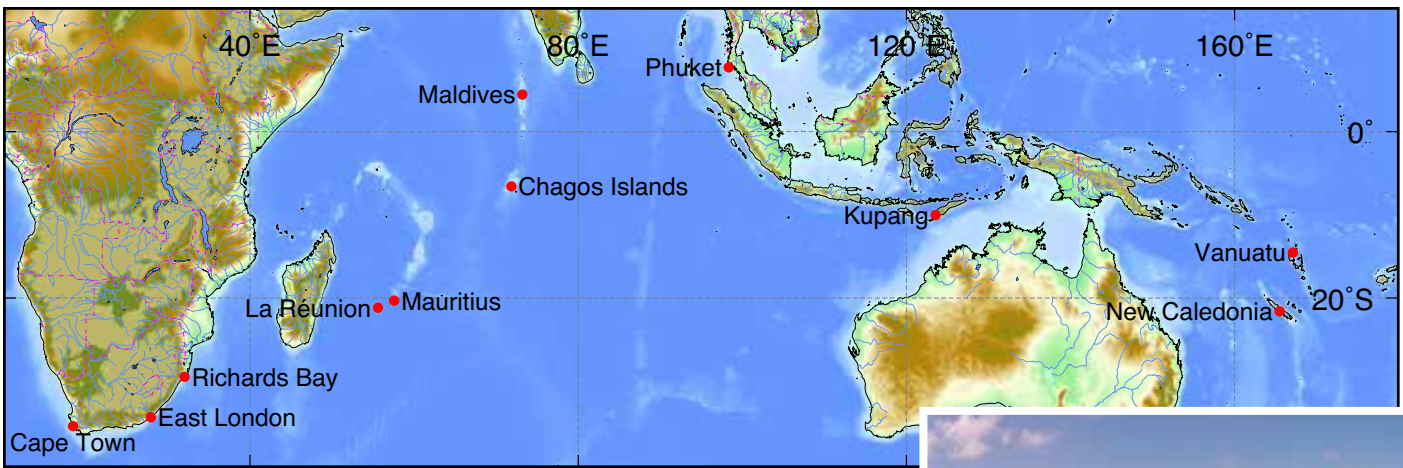 40°E
80°E
120°E
160°E
Phuket
Maldives
0°
Chagos Islands
Kupang
Vanuatu
La Réunion
Mauritius
New Caledonia
20°S
Richards Bay
East London
Cape Town